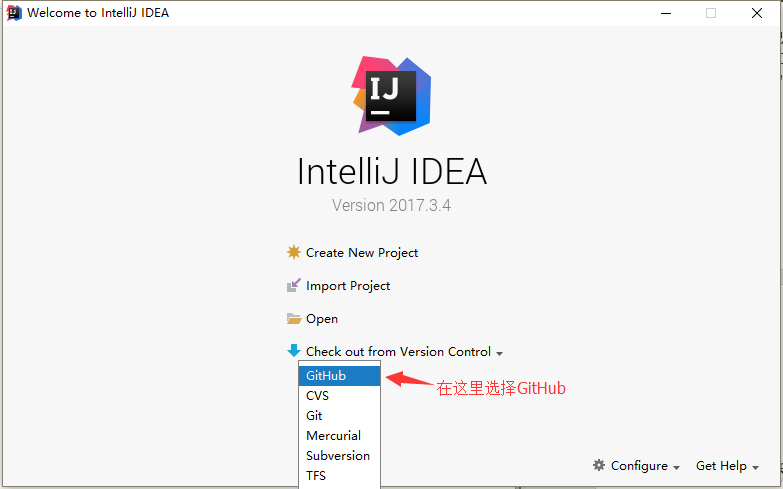 Welcome to IntelliJ IDEA
IJ
IntelliJ IDEA
Version 2017.3.4
Create New Project
Import Project
Open
Check out from Version Control
GitHub
在这里选择GitHub
CVS
Git
Mercurial
Subversion
TFS
Configure
Get Help